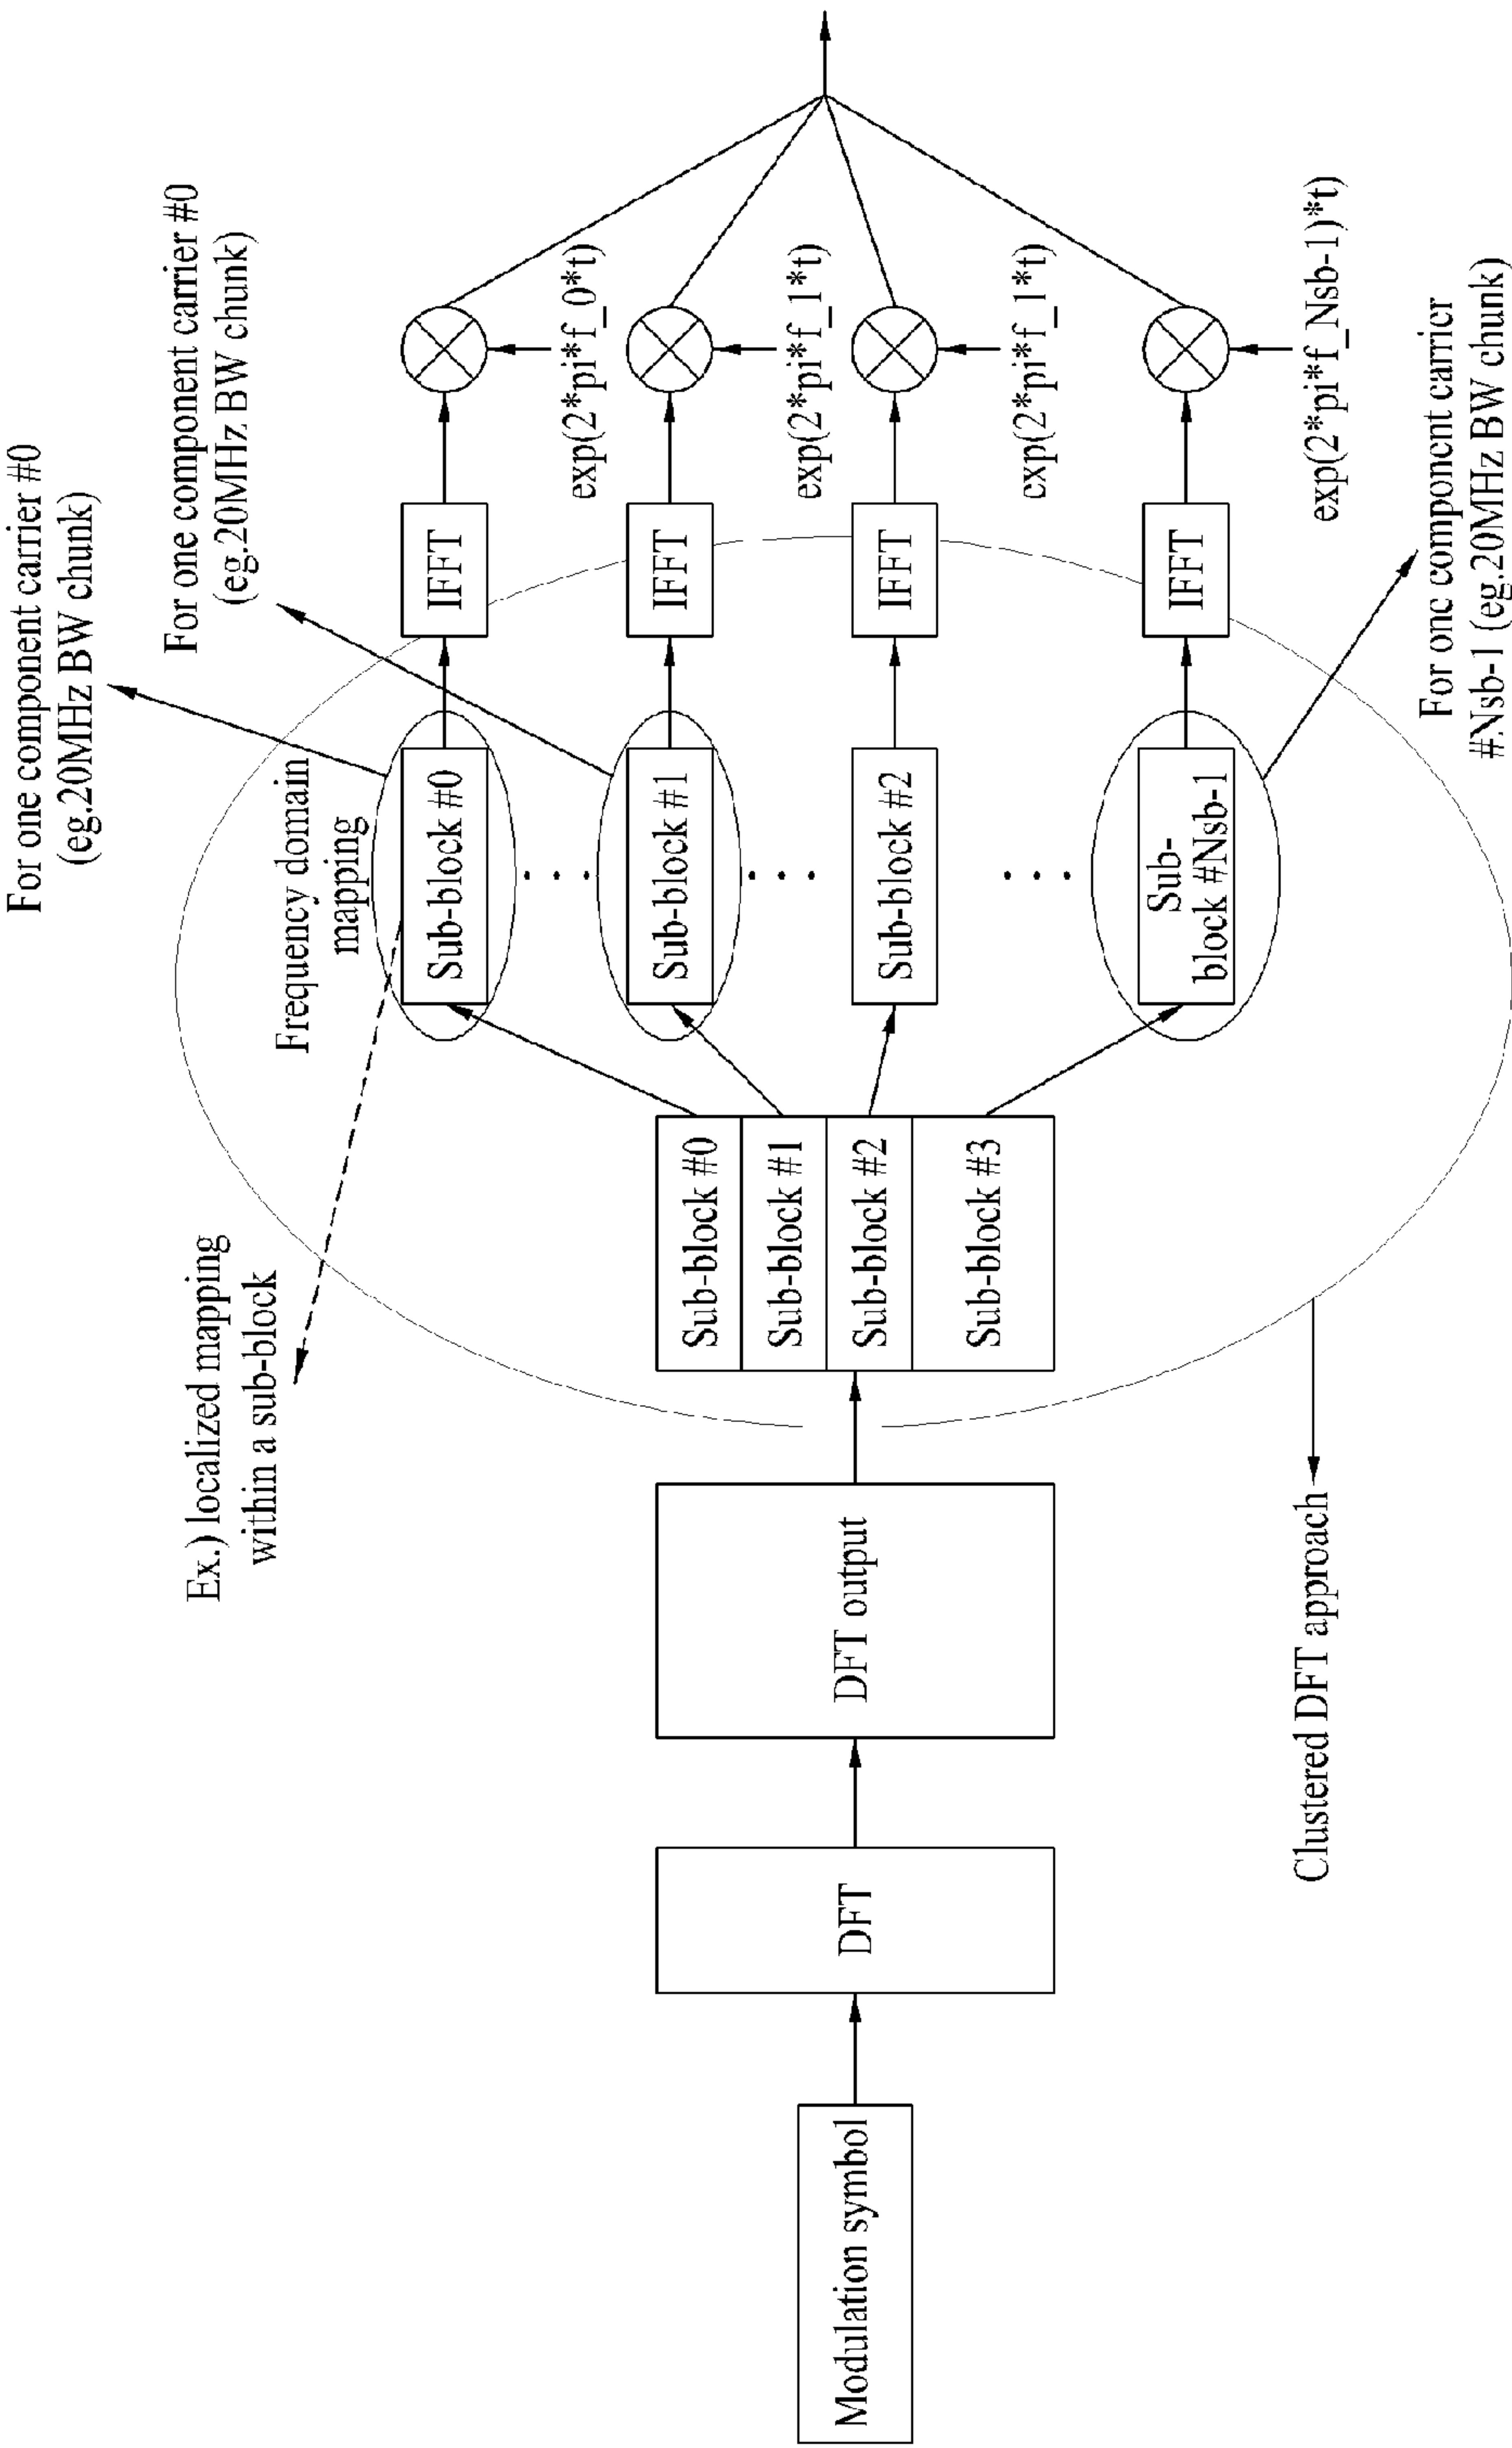 Modulation symbol
DFT
DFT output
Sub-block #0
Sub-block #1
Sub-block #2
Sub-block #3
Ex.) localized mapping
within a sub-block
Frequency domain
mapping
Sub-block #0
Sub-block #1
Sub-block #2
Sub-
block #Nsb-1
For one component carrier #0
(eg.20MHz BW chunk)
For one component carrier #0
(eg.20MHz BW chunk)
IFFT
IFFT
IFFT
IFFT
exp(2*pi*f_0*t)
exp(2*pi*f_1*t)
exp(2*pi*f_1*t)
exp(2*pi*f_Nsb-1)*t)
For one component carrier
#Nsb-1 (eg.20MHz BW chunk)
Clustered DFT approach